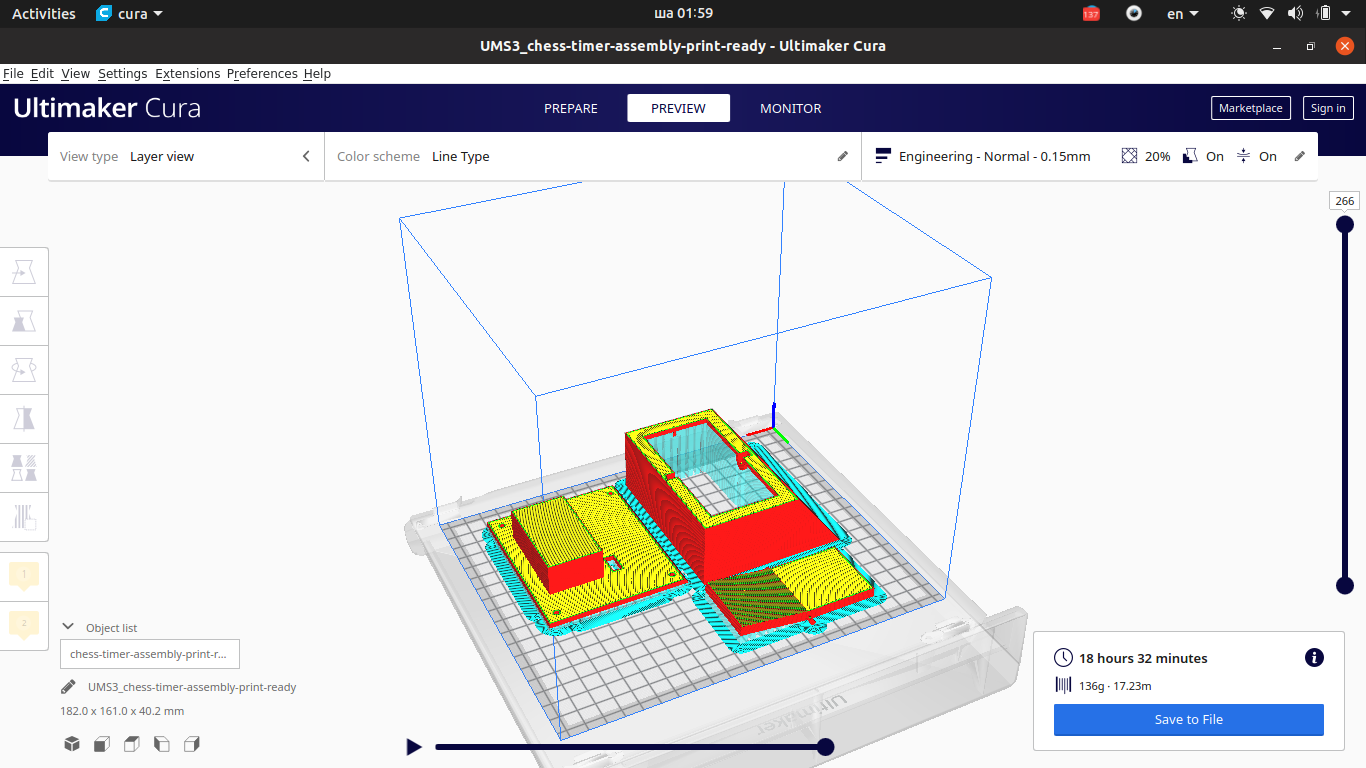 Activities cura ша 01:59 137 en
UMS3_chess-timer-assembly-print-ready - Ultimaker Cura
File Edit View Settings Extensions Preferences Help
Ultimaker Cura PREPARE PREVIEW MONITOR Marketplace Sign in
View type Layer view Color scheme Line Type Engineering - Normal - 0.15mm 20% On On
266
1
2
Object list
chess-timer-assembly-print-r...
UMS3_chess-timer-assembly-print-ready
182.0 x 161.0 x 40.2 mm
18 hours 32 minutes
136g · 17.23m
Save to File
Ultimaker